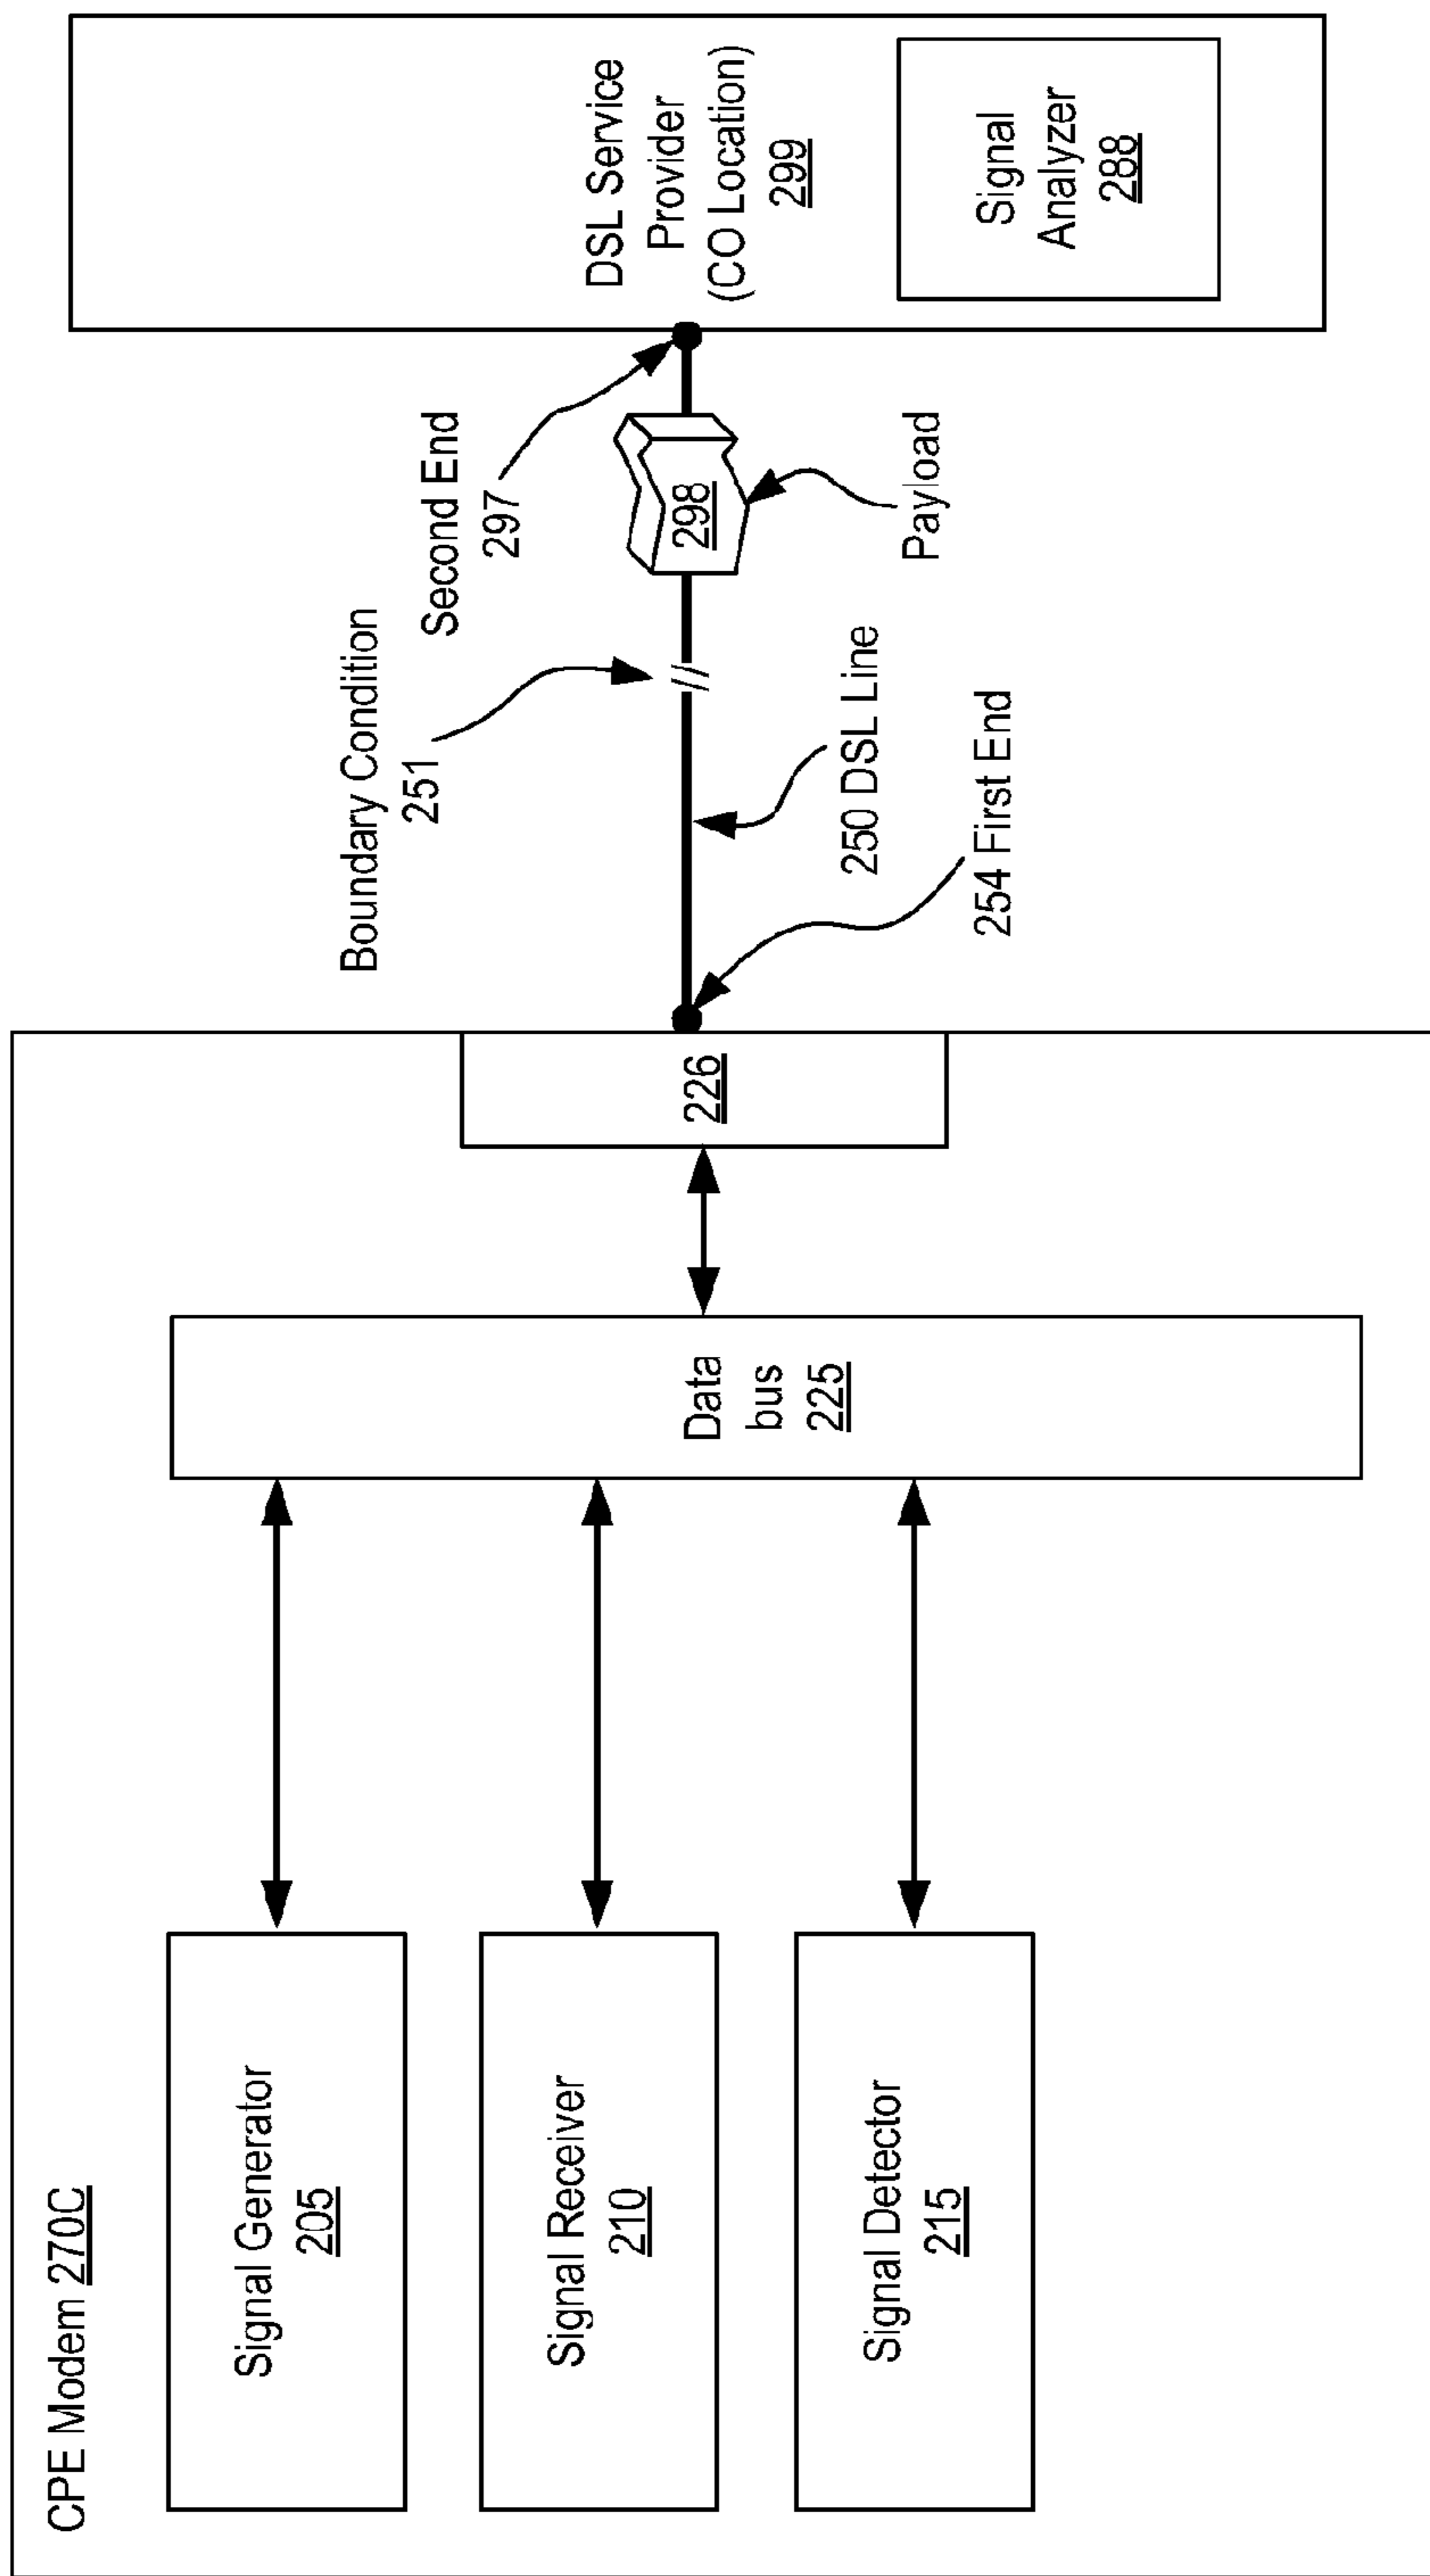 CPE Modem 270C
Signal Generator
205
Signal Receiver
210
Signal Detector
215
Data
bus
225
226
Boundary Condition
251
Second End
297
298
Payload
250 DSL Line
254 First End
DSL Service
Provider
(CO Location)
299
Signal
Analyzer
288